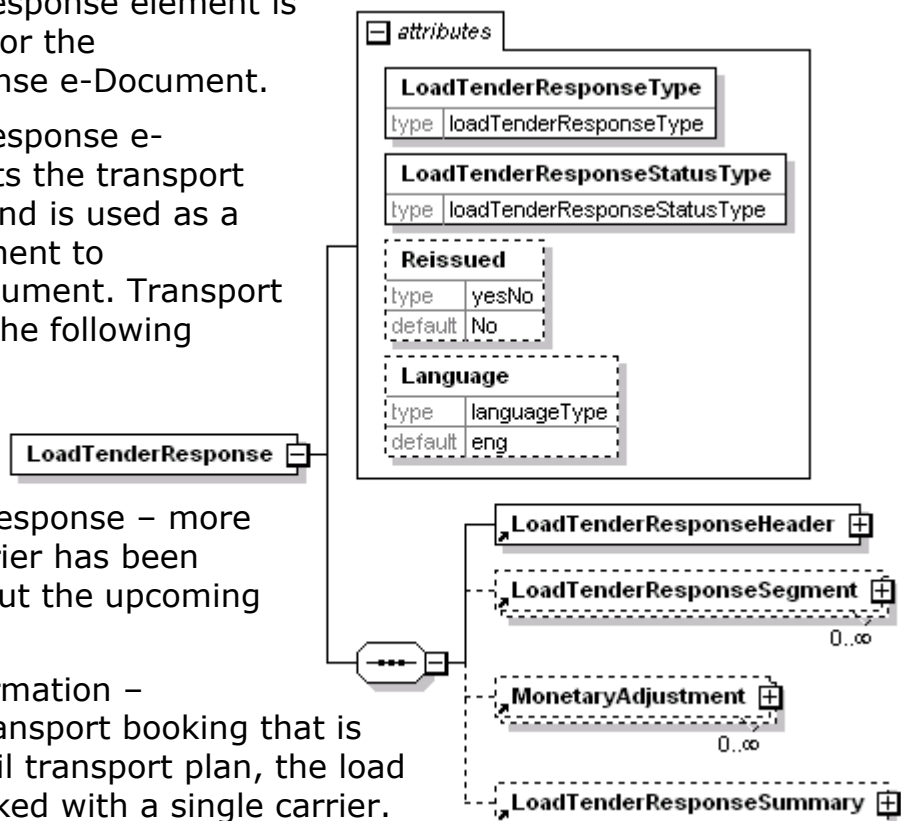 esponse element is
or the
nse e-Document.
esponse e-
ts the transport
nd is used as a
nent to
ument. Transport
he following
esponse – more
rier has been
ut the upcoming
rmation –
ansport booking that is
il transport plan, the load
ked with a single carrier.
attributes
LoadTenderResponseType
type loadTenderResponseType
LoadTenderResponseStatusType
type loadTenderResponseStatusType
Reissued
type yesNo
default No
Language
type languageType
default eng
LoadTenderResponse
LoadTenderResponseHeader
LoadTenderResponseSegment
0..∞
MonetaryAdjustment
0..∞
LoadTenderResponseSummary